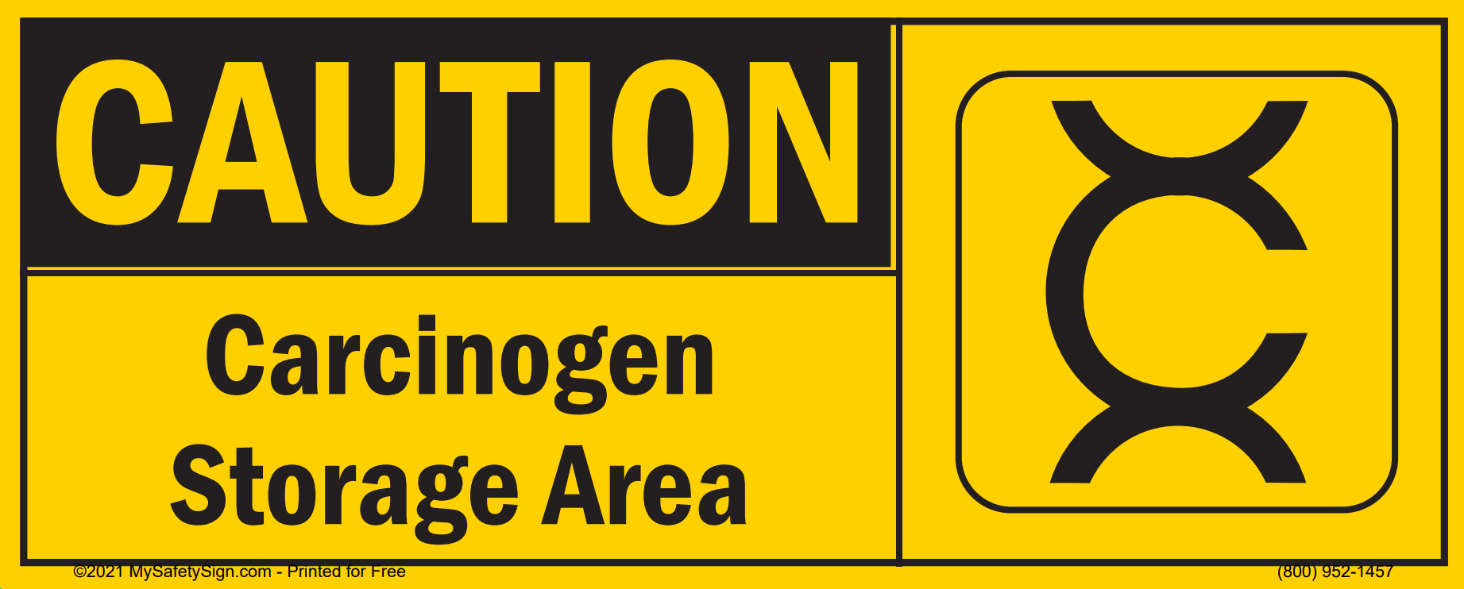 CAUTION
Carcinogen
Storage Area
©2021 MySafetySign.com - Printed for Free
(800) 952-1457